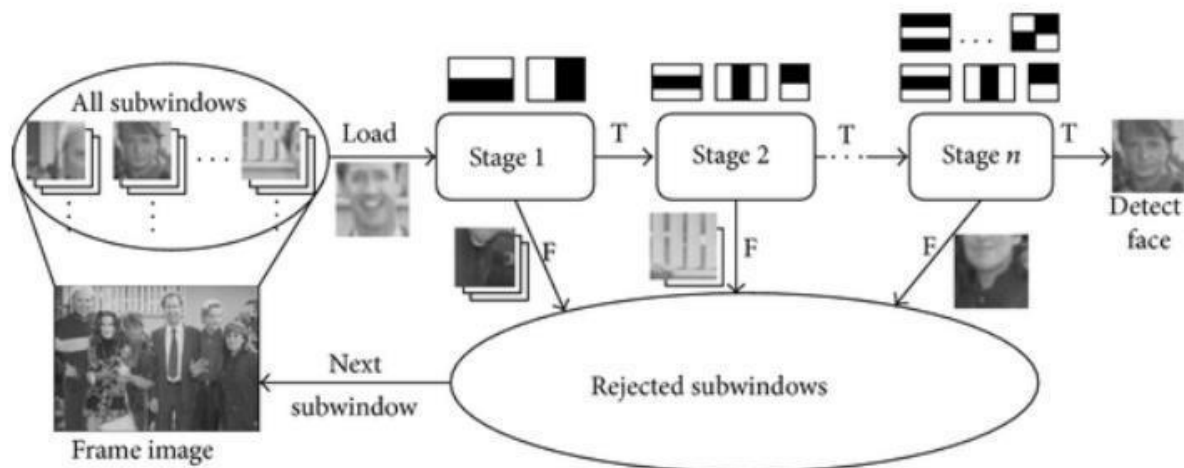 All subwindows
. . .
Load
Stage 1
T
Stage 2
T
. . .
. . .
Stage n
T
Detect
face
F
F
F
Rejected subwindows
Next
subwindow
Frame image